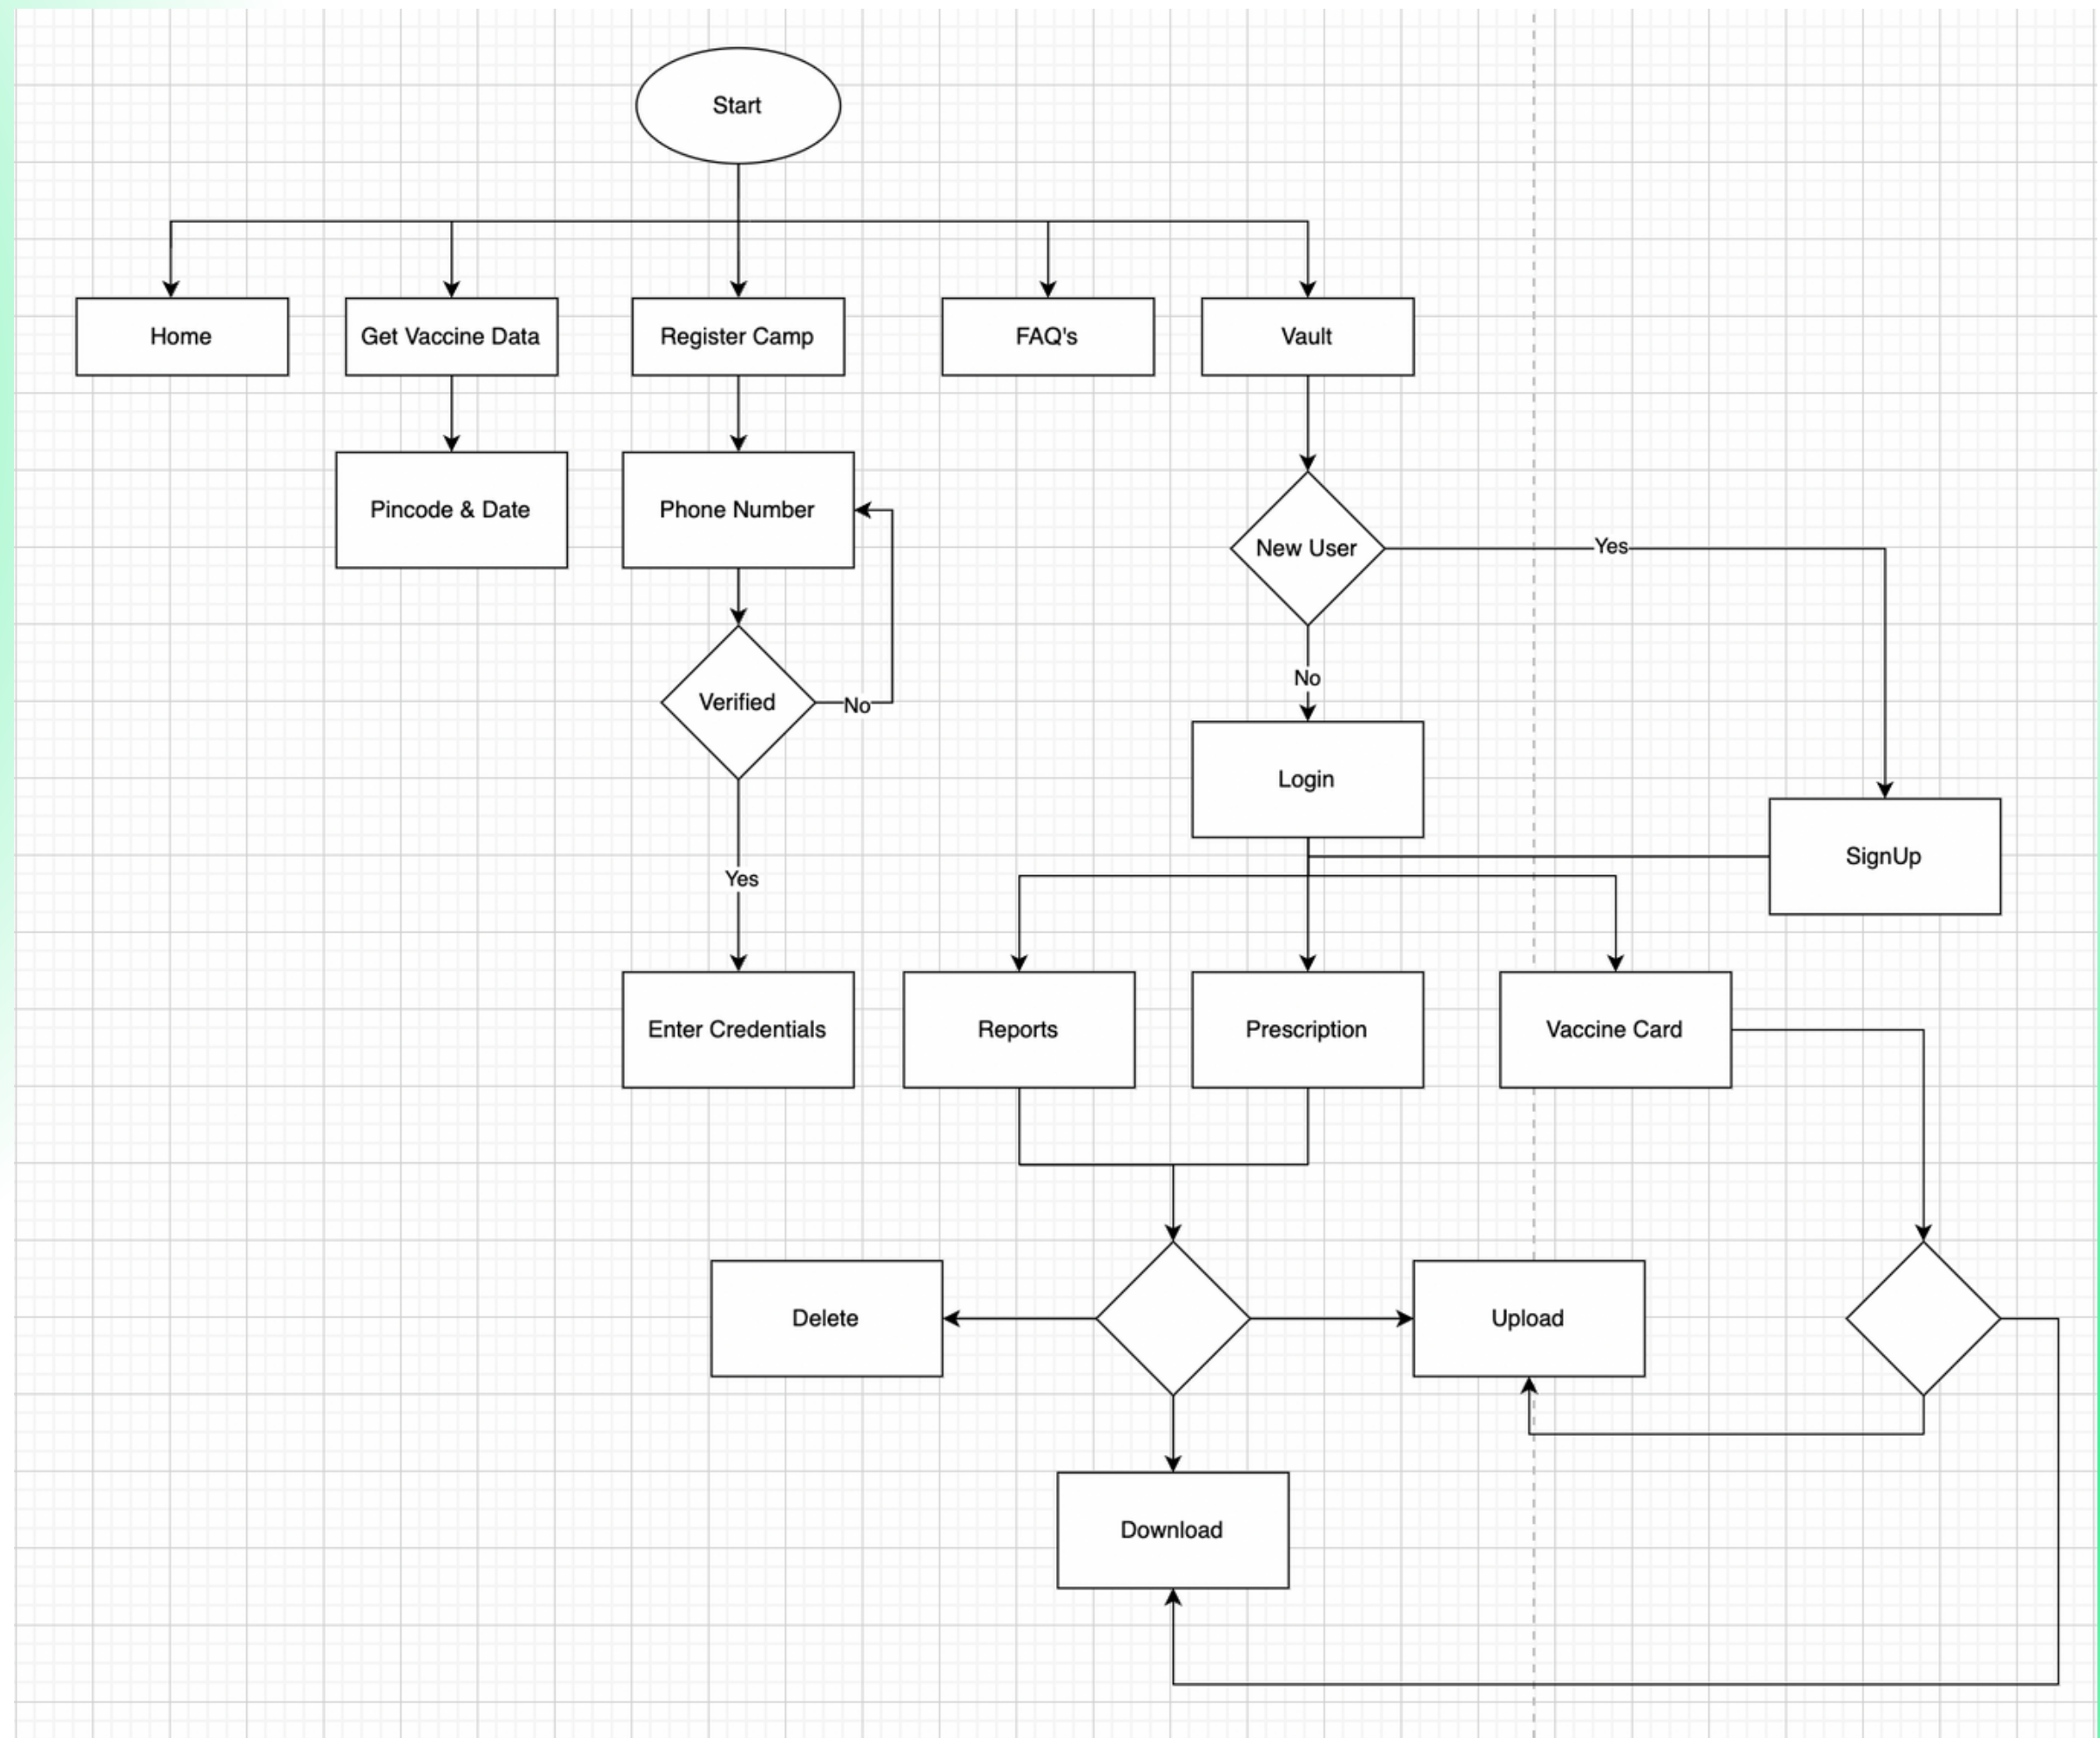 Start
Home
Get Vaccine Data
Register Camp
FAQ's
Vault
Pincode & Date
Phone Number
New User
Yes
No
Verified
No
Login
SignUp
Yes
Enter Credentials
Reports
Prescription
Vaccine Card
Delete
Upload
Download